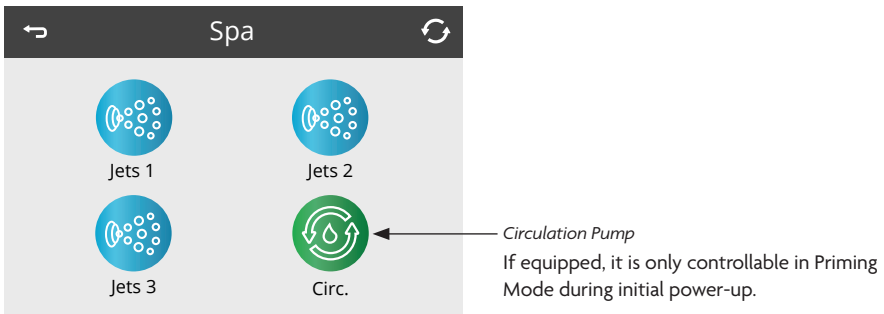 Spa
Jets 1
Jets 2
Jets 3
Circ.
Circulation Pump
If equipped, it is only controllable in Priming
Mode during initial power-up.